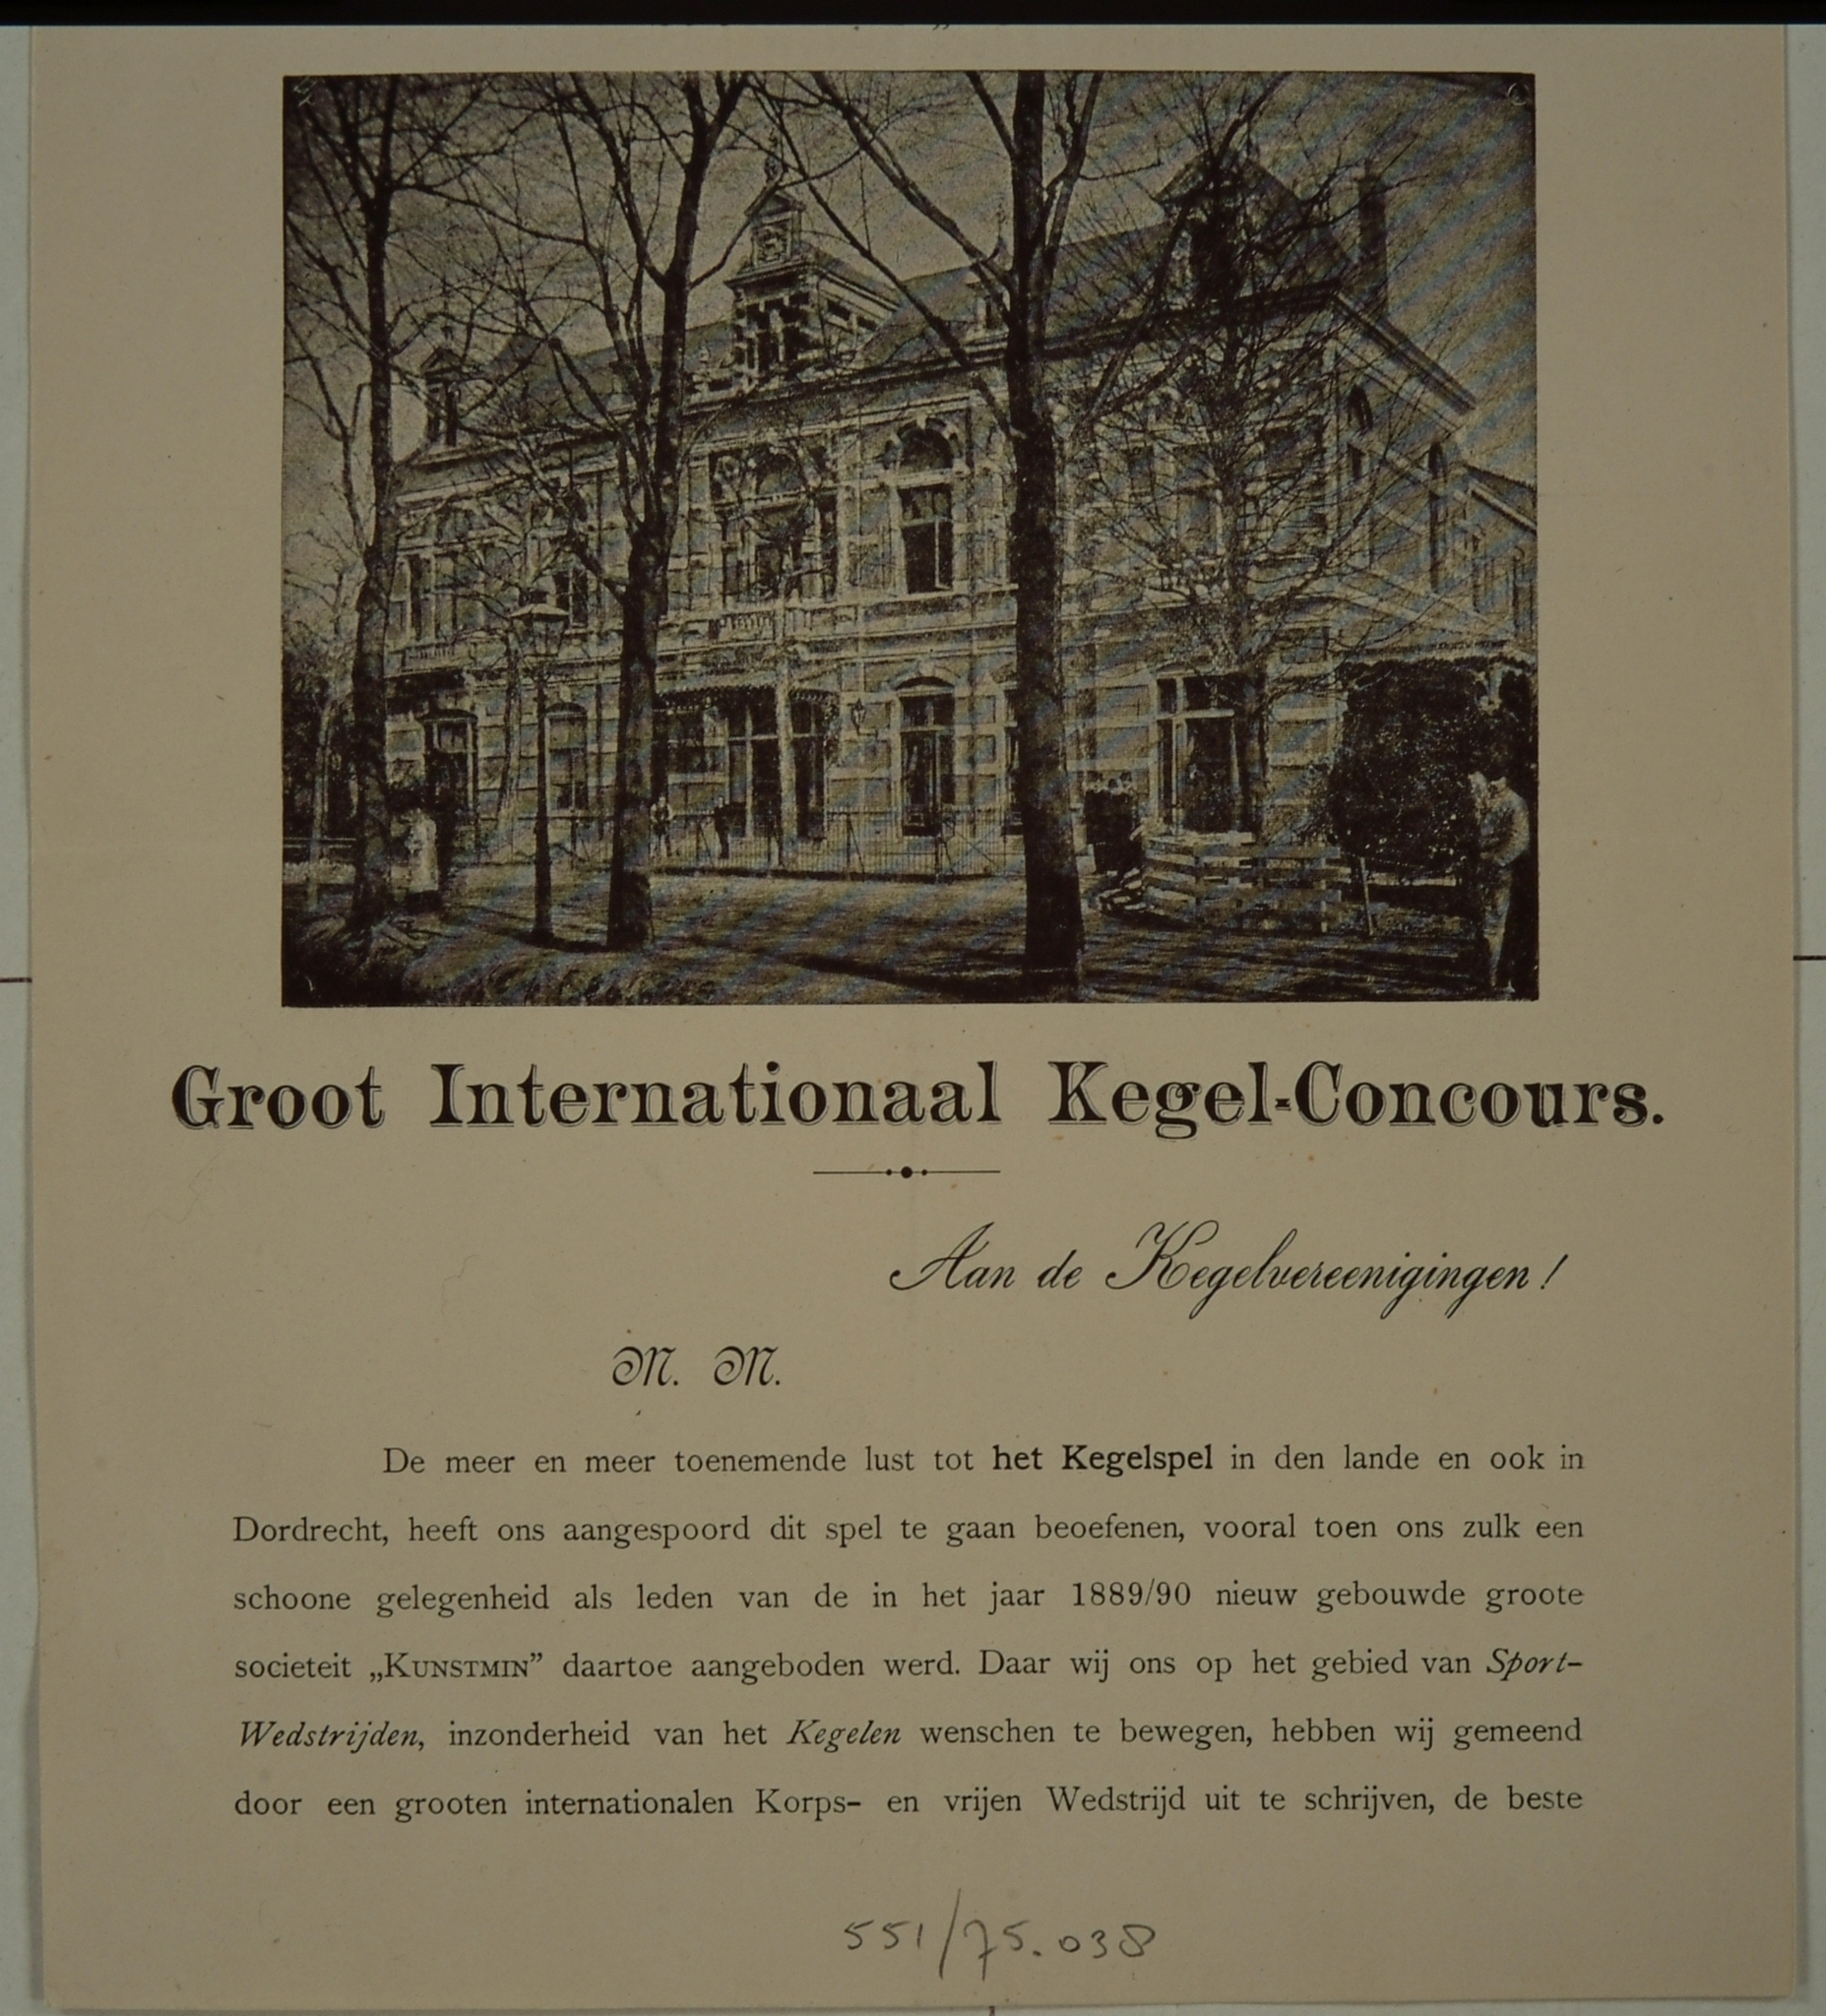 Groot Internationaal Kegel-Concours.
Aan de Kegelvereenigingen!
M. M.
De meer en meer toenemende lust tot het Kegelspel in den lande en ook in
Dordrecht, heeft ons aangespoord dit spel te gaan beoefenen, vooral toen ons zulk een
schoone gelegenheid als leden van de in het jaar 1889/90 nieuw gebouwde groote
societeit „KUNSTMIN” daartoe aangeboden werd. Daar wij ons op het gebied van Sport-
Wedstrijden, inzonderheid van het Kegelen wenschen te bewegen, hebben wij gemeend
door een grooten internationalen Korps- en vrijen Wedstrijd uit te schrijven, de beste
551/75.038